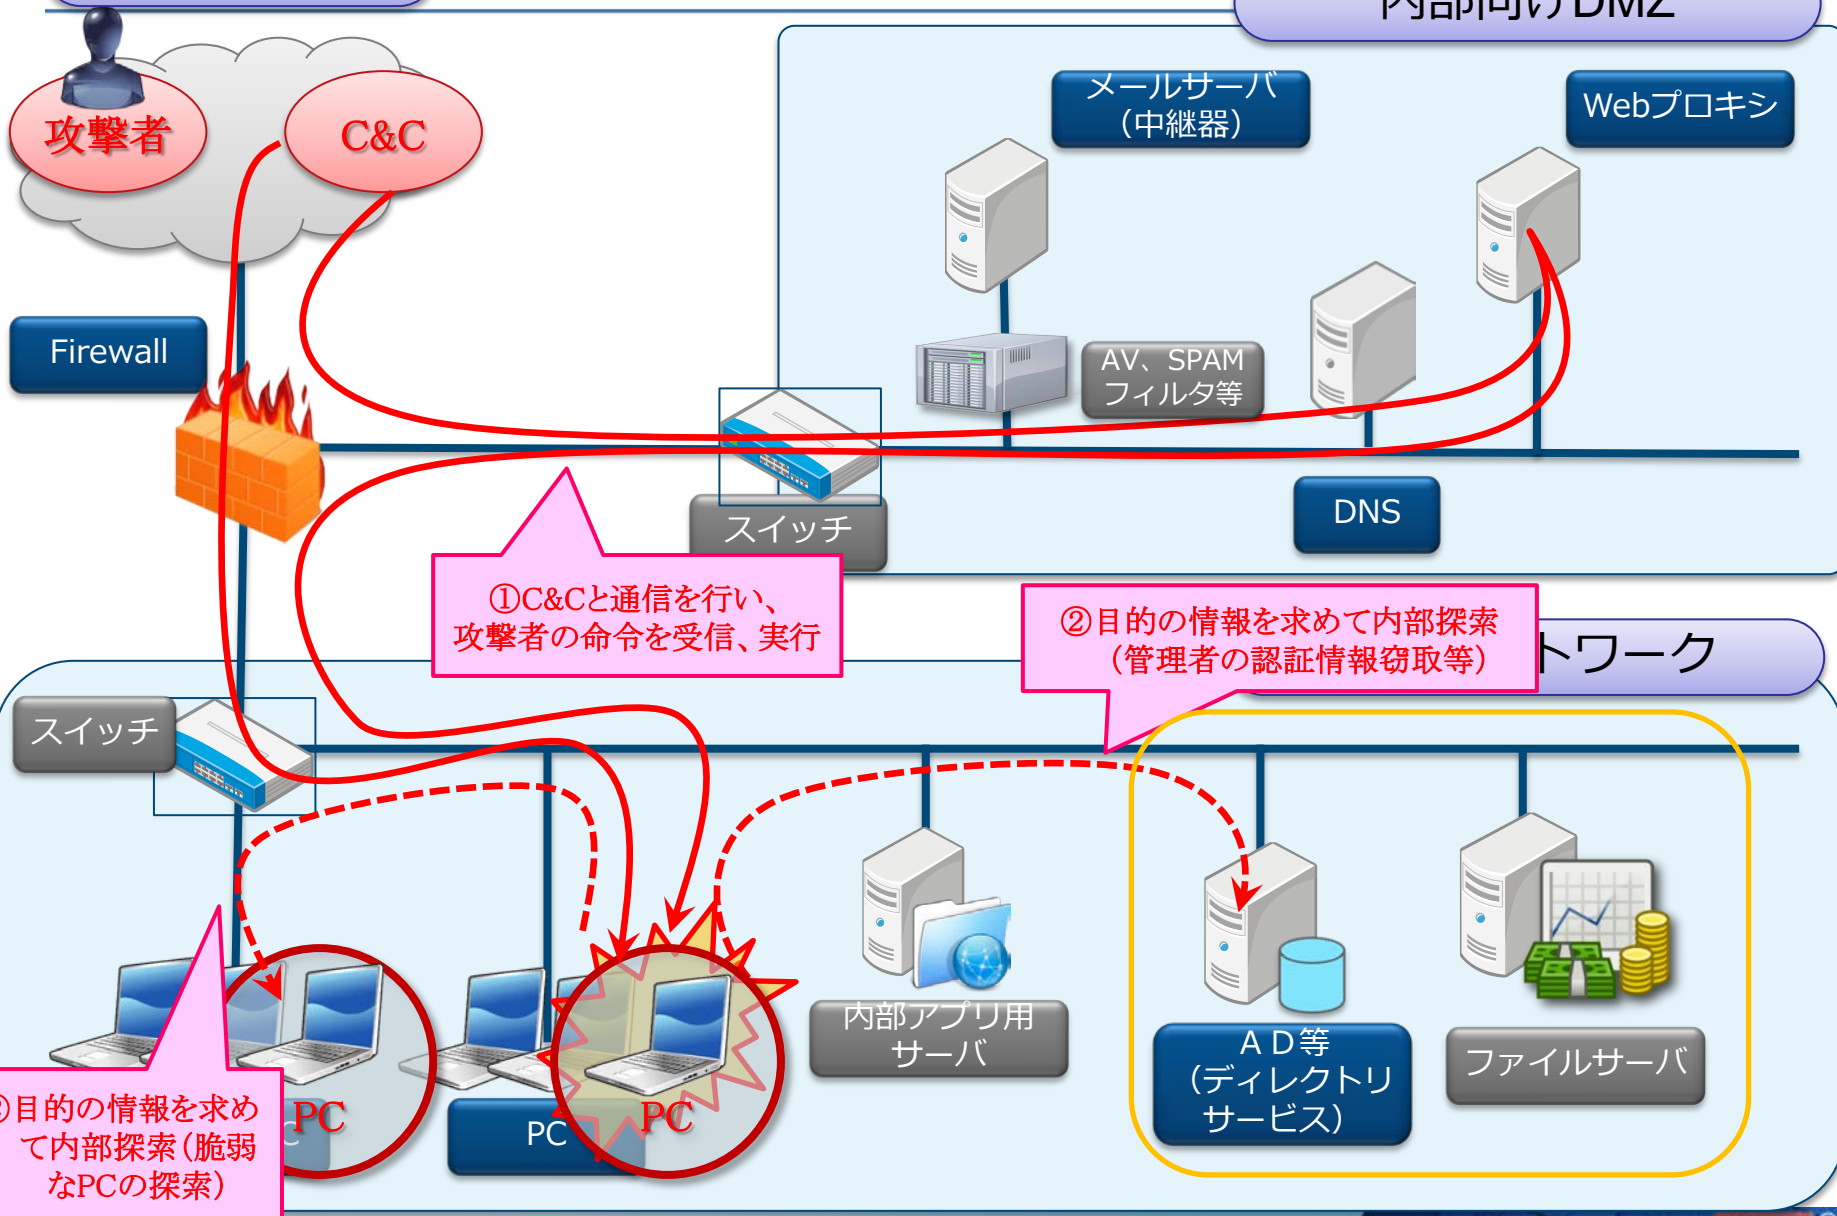 内部向けDMZ
攻撃者
C&C
メールサーバ
（中継器）
Webプロキシ
Firewall
AV、SPAM
フィルタ等
スイッチ
DNS
①C&Cと通信を行い、
攻撃者の命令を受信、実行
②目的の情報を求めて内部探索
（管理者の認証情報窃取等）
トワーク
スイッチ
内部アプリ用
サーバ
ＡＤ等
（ディレクトリ
サービス）
ファイルサーバ
目的の情報を求め
て内部探索（脆弱
なPCの探索）
PC
C
PC
PC